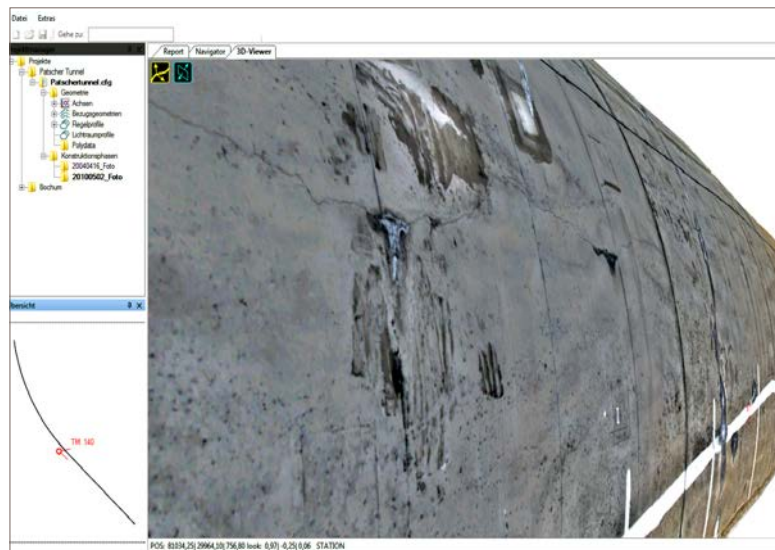 Datei Extras
Gehe zu:
Report Navigator 3D-Viewer
Projekte
Patscher Tunnel
Patschertunnel.cfg
Geometrie
Achsen
Bezugsgeometrien
Regelprofile
Lichtraumprofile
Polydata
Konstruktionsphasen
20040416_Foto
20100502_Foto
Bochum
TM 140
POS: 81034,25| 29964,10| 756,80 look: 0,97| -0,25| 0,06 STATION